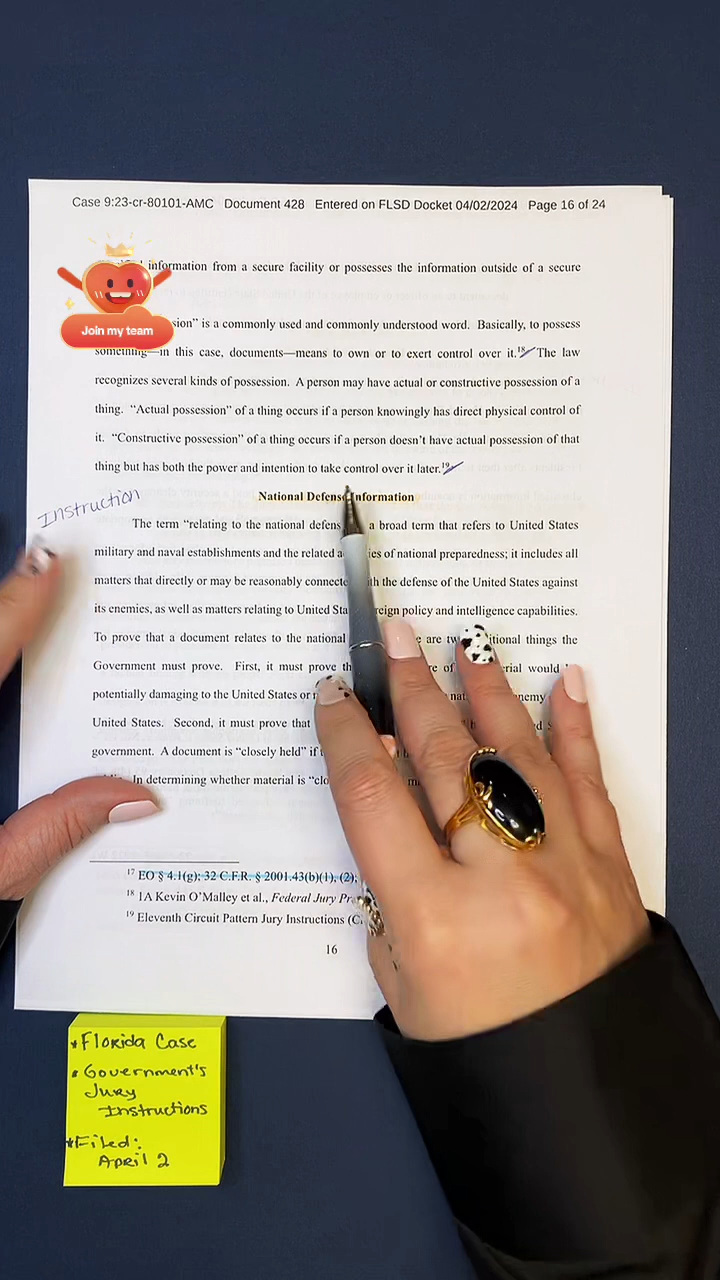 Case 9:23-cr-80101-AMC Document 428 Entered on FLSD Docket 04/02/2024 Page 16 of 24
information from a secure facility or possesses the information outside of a secure
Join my team
sion” is a commonly used and commonly understood word. Basically, to possess
something—in this case, documents—means to own or to exert control over it.18 The law
recognizes several kinds of possession. A person may have actual or constructive possession of a
thing. “Actual possession” of a thing occurs if a person knowingly has direct physical control of
it. “Constructive possession” of a thing occurs if a person doesn’t have actual possession of that
thing but has both the power and intention to take control over it later.19
Instruction
National Defense Information
The term “relating to the national defens a broad term that refers to United States
military and naval establishments and the related a ies of national preparedness; it includes all
matters that directly or may be reasonably connecte th the defense of the United States against
its enemies, as well as matters relating to United Sta reign policy and intelligence capabilities.
To prove that a document relates to the national are tw itional things the
Government must prove. First, it must prove th re of rial would
potentially damaging to the United States or nat nemy
United States. Second, it must prove that
government. A document is “closely held” if
In determining whether material is “clo
17 EO § 4.1(g); 32 C.F.R. § 2001.43(b)(1), (2);
18 1A Kevin O’Malley et al., Federal Jury Pr
19 Eleventh Circuit Pattern Jury Instructions (C
16
* Florida Case
* Government's
Jury
Instructions
* Filed:
April 2